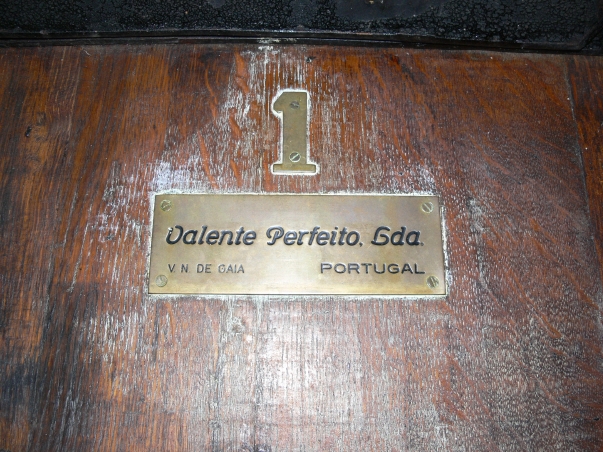 1
Valente Perfeito, Lda.
V. N. DE GAIA PORTUGAL